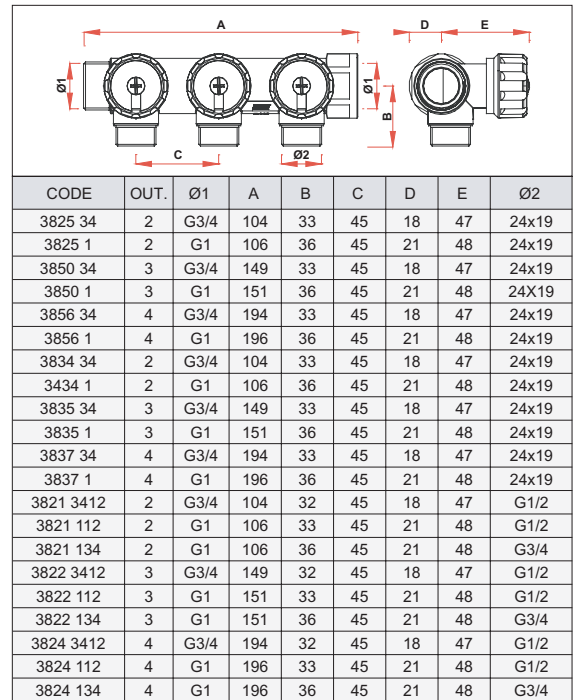 A
D E
Ø1
Ø1
B
C
Ø2
CODE OUT. Ø1 A B C D E Ø2
3825 34 2 G3/4 104 33 45 18 47 24x19
3825 1 2 G1 106 36 45 21 48 24x19
3850 34 3 G3/4 149 33 45 18 47 24x19
3850 1 3 G1 151 36 45 21 48 24X19
3856 34 4 G3/4 194 33 45 18 47 24x19
3856 1 4 G1 196 36 45 21 48 24x19
3834 34 2 G3/4 104 33 45 18 47 24x19
3434 1 2 G1 106 36 45 21 48 24x19
3835 34 3 G3/4 149 33 45 18 47 24x19
3835 1 3 G1 151 36 45 21 48 24x19
3837 34 4 G3/4 194 33 45 18 47 24x19
3837 1 4 G1 196 36 45 21 48 24x19
3821 3412 2 G3/4 104 32 45 18 47 G1/2
3821 112 2 G1 106 33 45 21 48 G1/2
3821 134 2 G1 106 36 45 21 48 G3/4
3822 3412 3 G3/4 149 32 45 18 47 G1/2
3822 112 3 G1 151 33 45 21 48 G1/2
3822 134 3 G1 151 36 45 21 48 G3/4
3824 3412 4 G3/4 194 32 45 18 47 G1/2
3824 112 4 G1 196 33 45 21 48 G1/2
3824 134 4 G1 196 36 45 21 48 G3/4